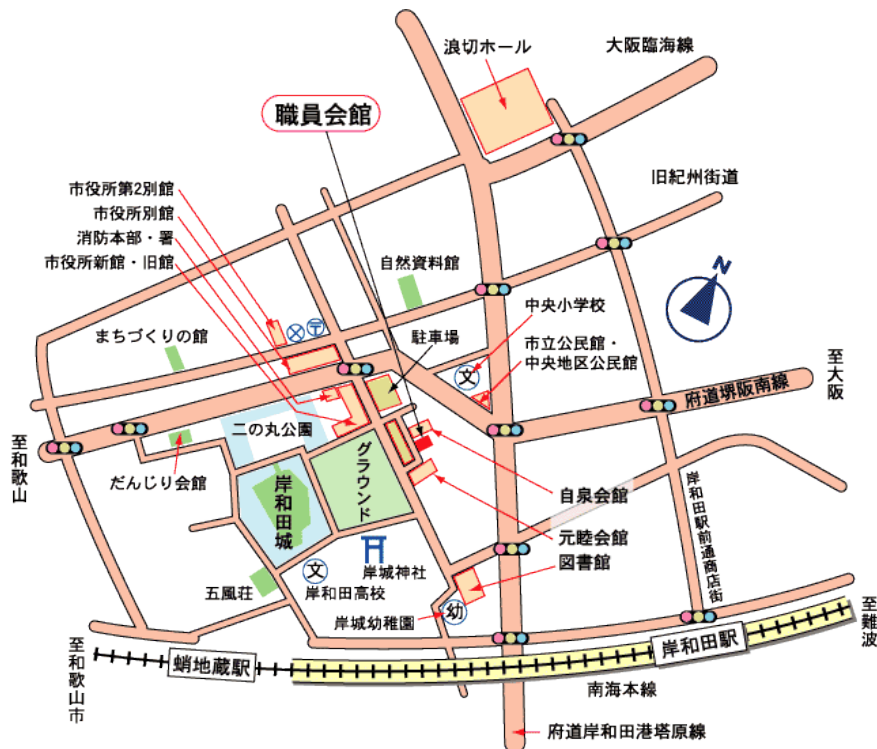 浪切ホール
大阪臨海線
職員会館
旧紀州街道
市役所第2別館
市役所別館
消防本部・署
市役所新館・旧館
自然資料館
N
中央小学校
まちづくりの館
駐車場
市立公民館・
中央地区公民館
文
至大阪
府道堺阪南線
二の丸公園
グラウンド
至和歌山
だんじり会館
岸和田城
自泉会館
岸和田駅前通商店街
元睦会館
図書館
岸城神社
文
五風荘
岸和田高校
岸城幼稚園
幼
至難波
岸和田駅
至和歌山市
蛸地蔵駅
南海本線
府道岸和田港塔原線